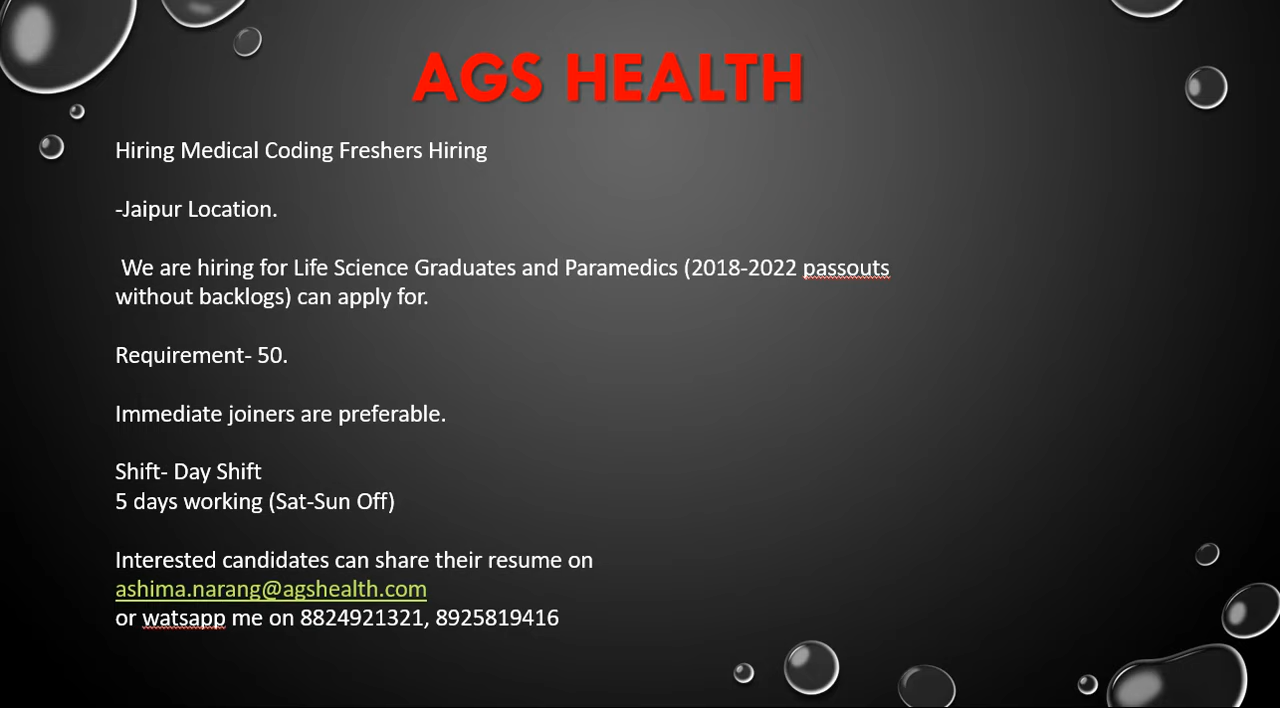 AGS HEALTH
Hiring Medical Coding Freshers Hiring
-Jaipur Location.
We are hiring for Life Science Graduates and Paramedics (2018-2022 passouts
without backlogs) can apply for.
Requirement- 50.
Immediate joiners are preferable.
Shift- Day Shift
5 days working (Sat-Sun Off)
Interested candidates can share their resume on
ashima.narang@agshealth.com
or watsapp me on 8824921321, 8925819416